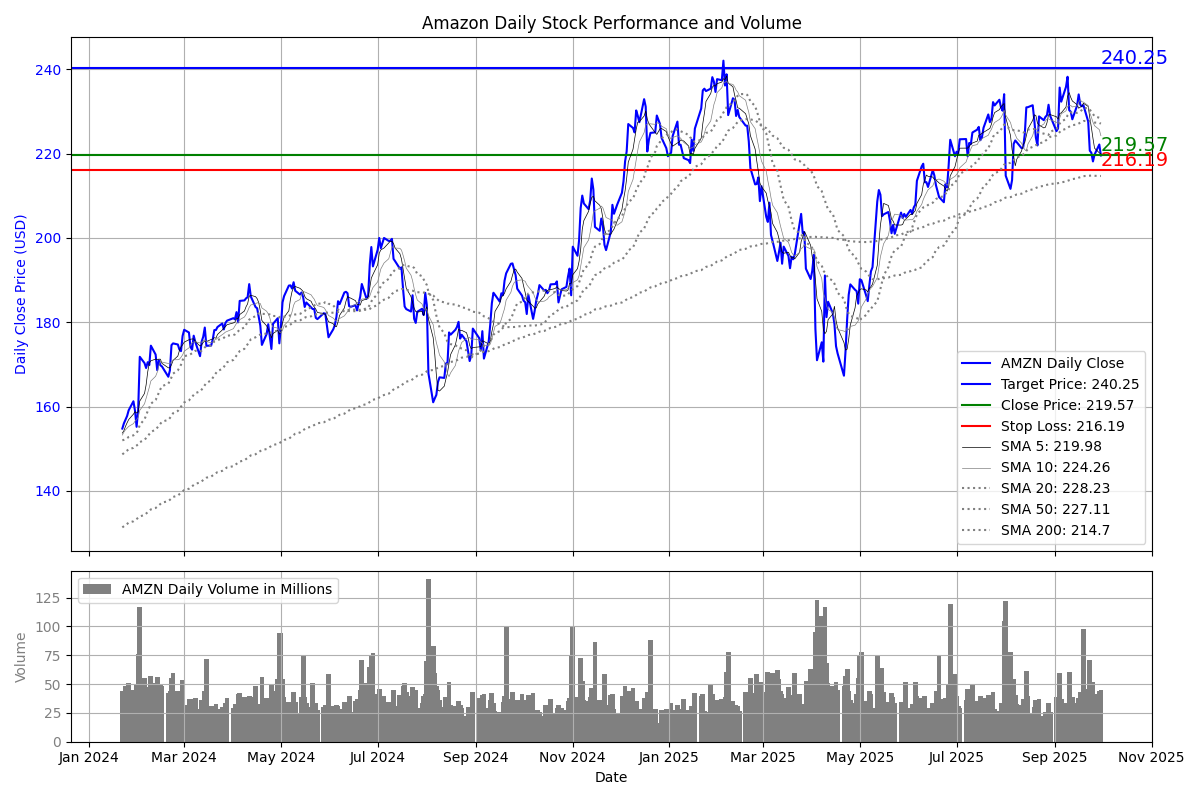 Amazon Daily Stock Performance and Volume
240.25
219.57
216.19
Daily Close Price (USD)
240
220
200
180
160
140
AMZN Daily Close
Target Price: 240.25
Close Price: 219.57
Stop Loss: 216.19
SMA 5: 219.98
SMA 10: 224.26
SMA 20: 228.23
SMA 50: 227.11
SMA 200: 214.7
AMZN Daily Volume in Millions
Volume
125
100
75
50
25
0
Jan 2024 Mar 2024 May 2024 Jul 2024 Sep 2024 Nov 2024 Jan 2025 Mar 2025 May 2025 Jul 2025 Sep 2025 Nov 2025
Date